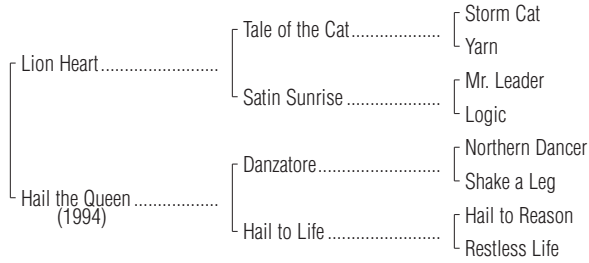 Storm Cat
Tale of the Cat....................
Yarn
Lion Heart..........................
Mr. Leader
Satin Sunrise .....................
Logic
Northern Dancer
Danzatore...........................
Shake a Leg
Hail the Queen ...................
(1994)
Hail to Reason
Hail to Life .........................
Restless Life